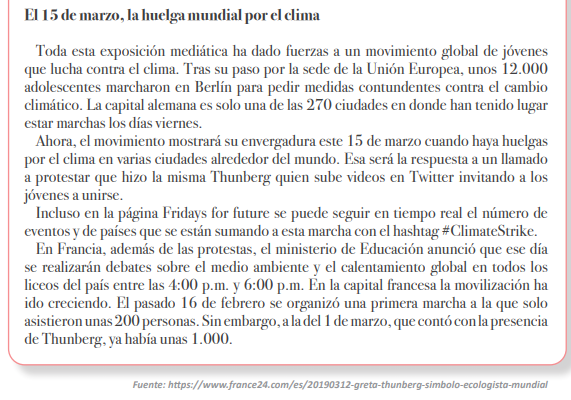 El 15 de marzo, la huelga mundial por el clima
Toda esta exposición mediática ha dado fuerzas a un movimiento global de jóvenes
que lucha contra el clima. Tras su paso por la sede de la Unión Europea, unos 12.000
adolescentes marcharon en Berlín para pedir medidas contundentes contra el cambio
climático. La capital alemana es solo una de las 270 ciudades en donde han tenido lugar
estar marchas los días viernes.
Ahora, el movimiento mostrará su envergadura este 15 de marzo cuando haya huelgas
por el clima en varias ciudades alrededor del mundo. Esa será la respuesta a un llamado
a protestar que hizo la misma Thunberg quien sube videos en Twitter invitando a los
jóvenes a unirse.
Incluso en la página Fridays for future se puede seguir en tiempo real el número de
eventos y de países que se están sumando a esta marcha con el hashtag #ClimateStrike.
En Francia, además de las protestas, el ministerio de Educación anunció que ese día
se realizarán debates sobre el medio ambiente y el calentamiento global en todos los
liceos del país entre las 4:00 p.m. y 6:00 p.m. En la capital francesa la movilización ha
ido creciendo. El pasado 16 de febrero se organizó una primera marcha a la que solo
asistieron unas 200 personas. Sin embargo, a la del 1 de marzo, que contó con la presencia
de Thunberg, ya había unas 1.000.
Fuente: https://www.france24.com/es/20190312-greta-thunberg-simbolo-ecologista-mundial